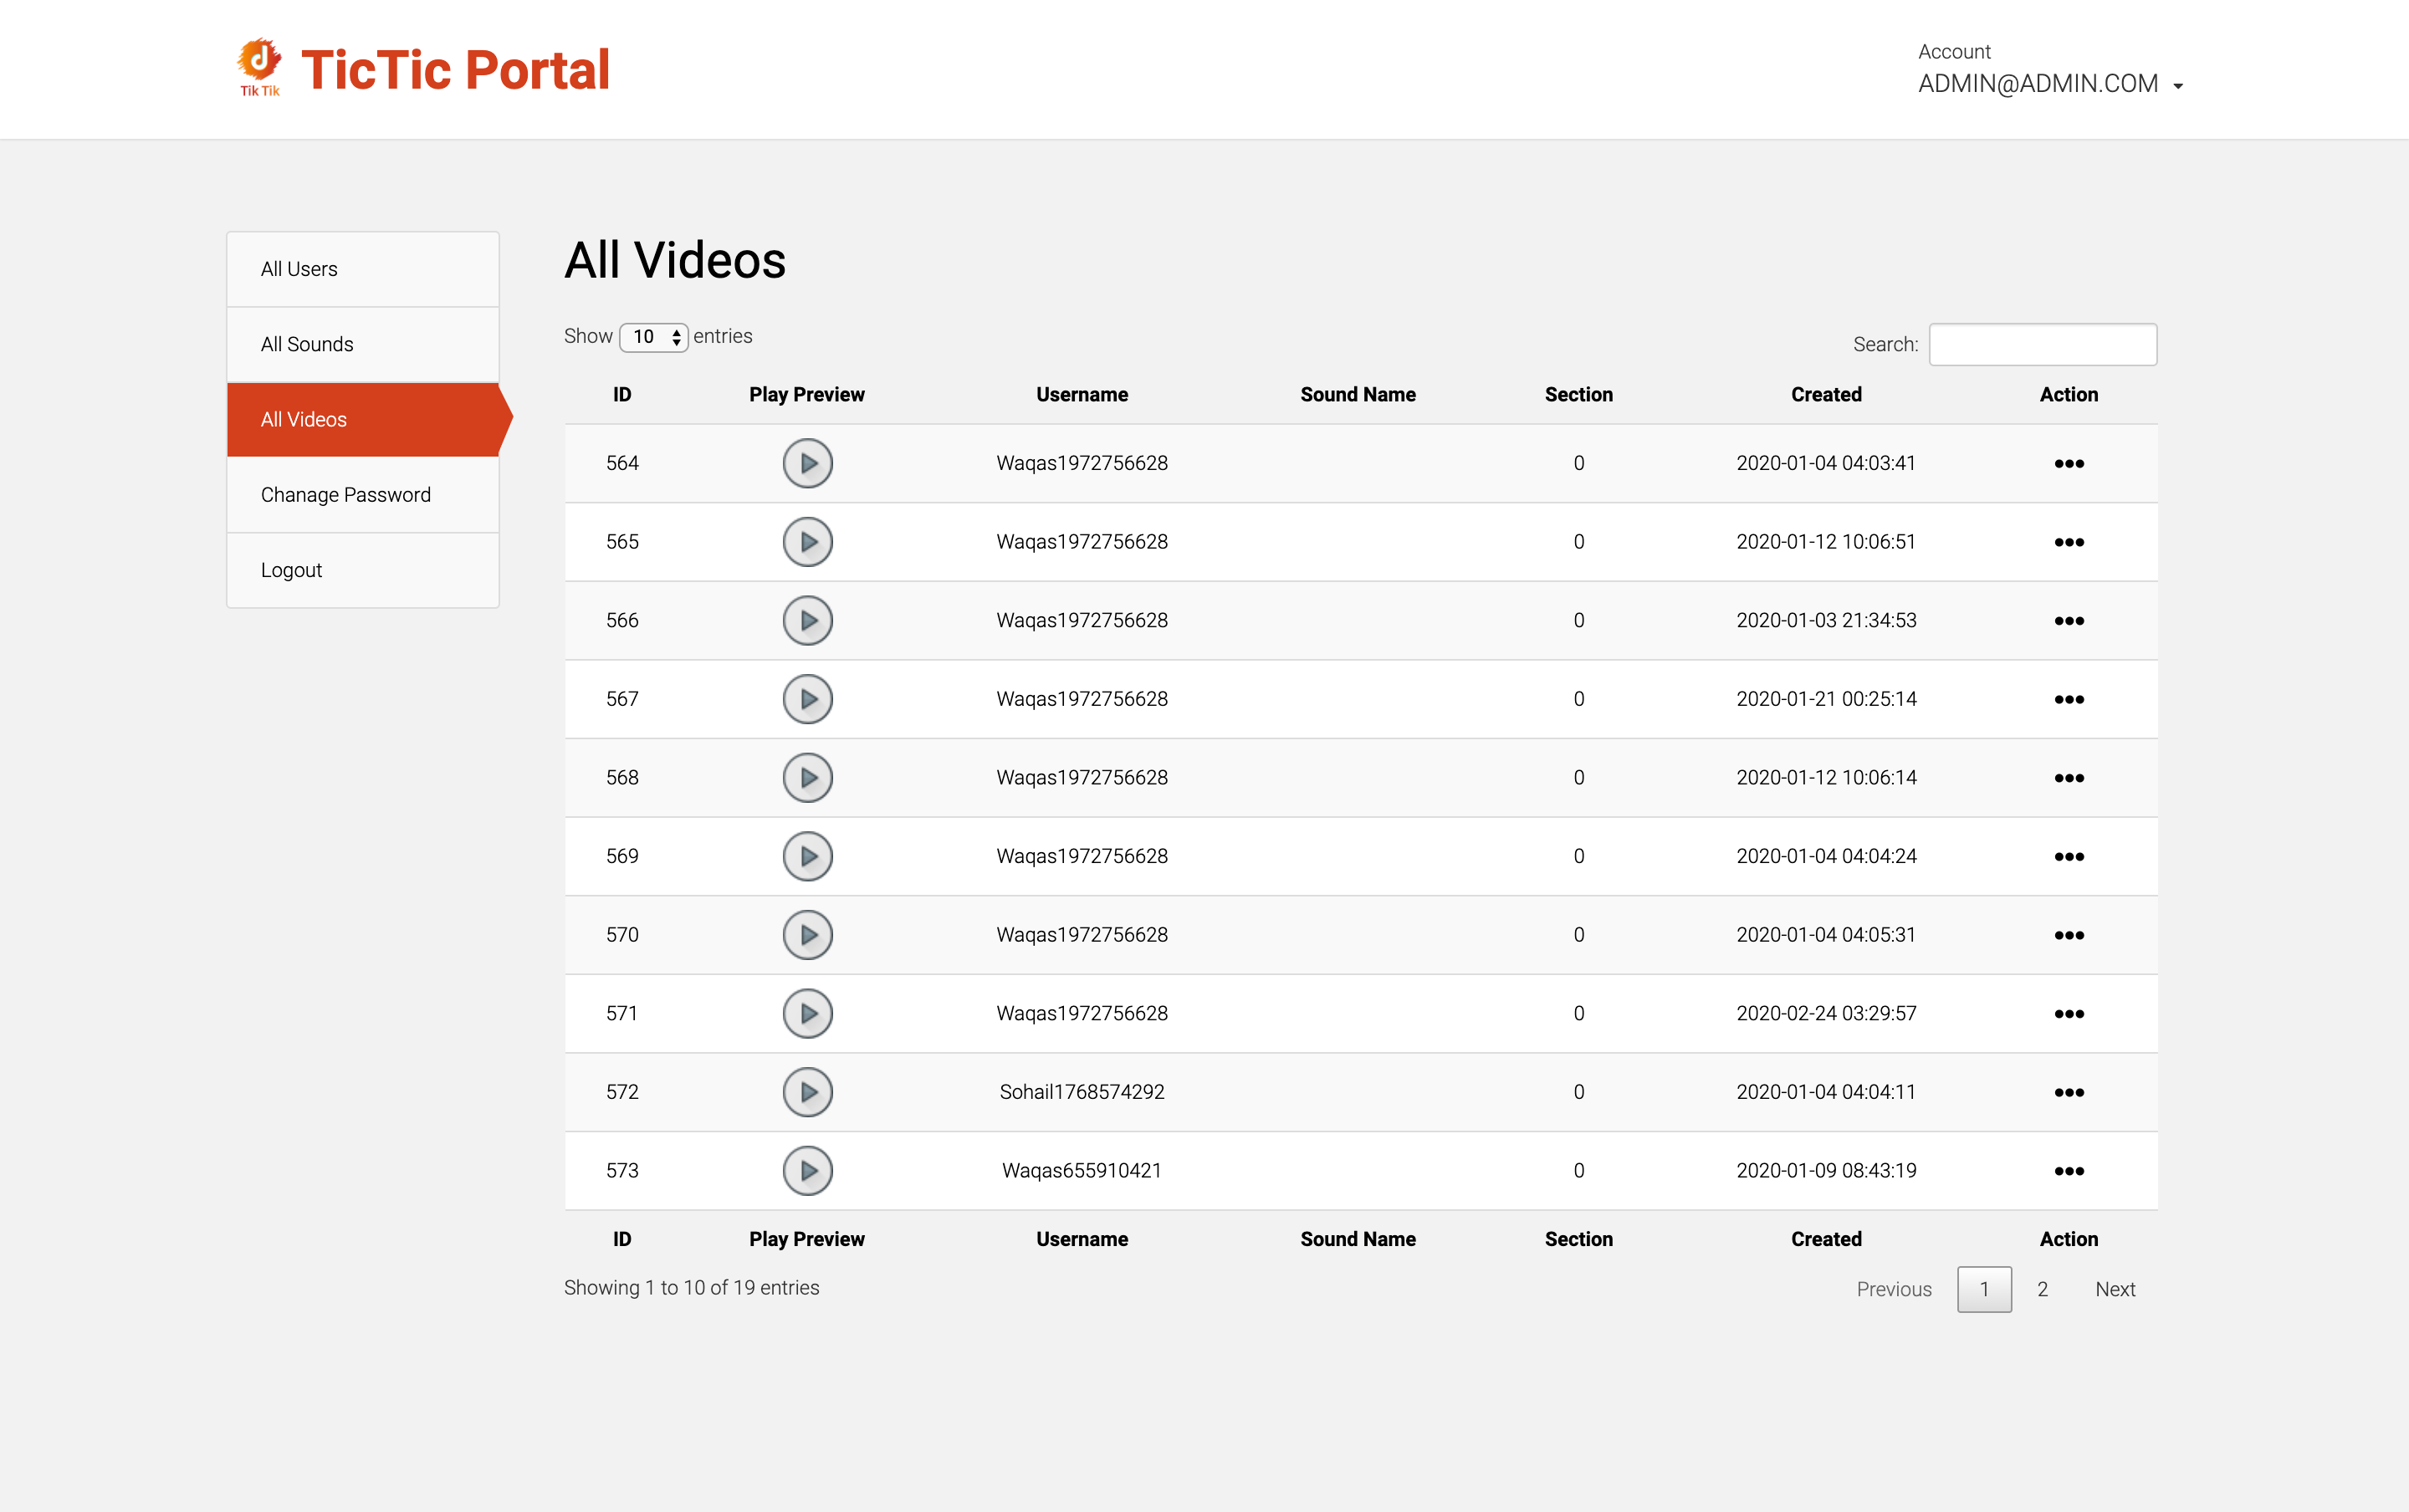 TikTik
TicTic Portal
Account
ADMIN@ADMIN.COM
All Users
All Sounds
All Videos
Chanage Password
Logout
All Videos
Show 10 entries
Search:
ID Play Preview Username Sound Name Section Created Action
564 Waqas1972756628 0 2020-01-04 04:03:41
565 Waqas1972756628 0 2020-01-12 10:06:51
566 Waqas1972756628 0 2020-01-03 21:34:53
567 Waqas1972756628 0 2020-01-21 00:25:14
568 Waqas1972756628 0 2020-01-12 10:06:14
569 Waqas1972756628 0 2020-01-04 04:04:24
570 Waqas1972756628 0 2020-01-04 04:05:31
571 Waqas1972756628 0 2020-02-24 03:29:57
572 Sohail1768574292 0 2020-01-04 04:04:11
573 Waqas655910421 0 2020-01-09 08:43:19
ID Play Preview Username Sound Name Section Created Action
Showing 1 to 10 of 19 entries
Previous 1 2 Next